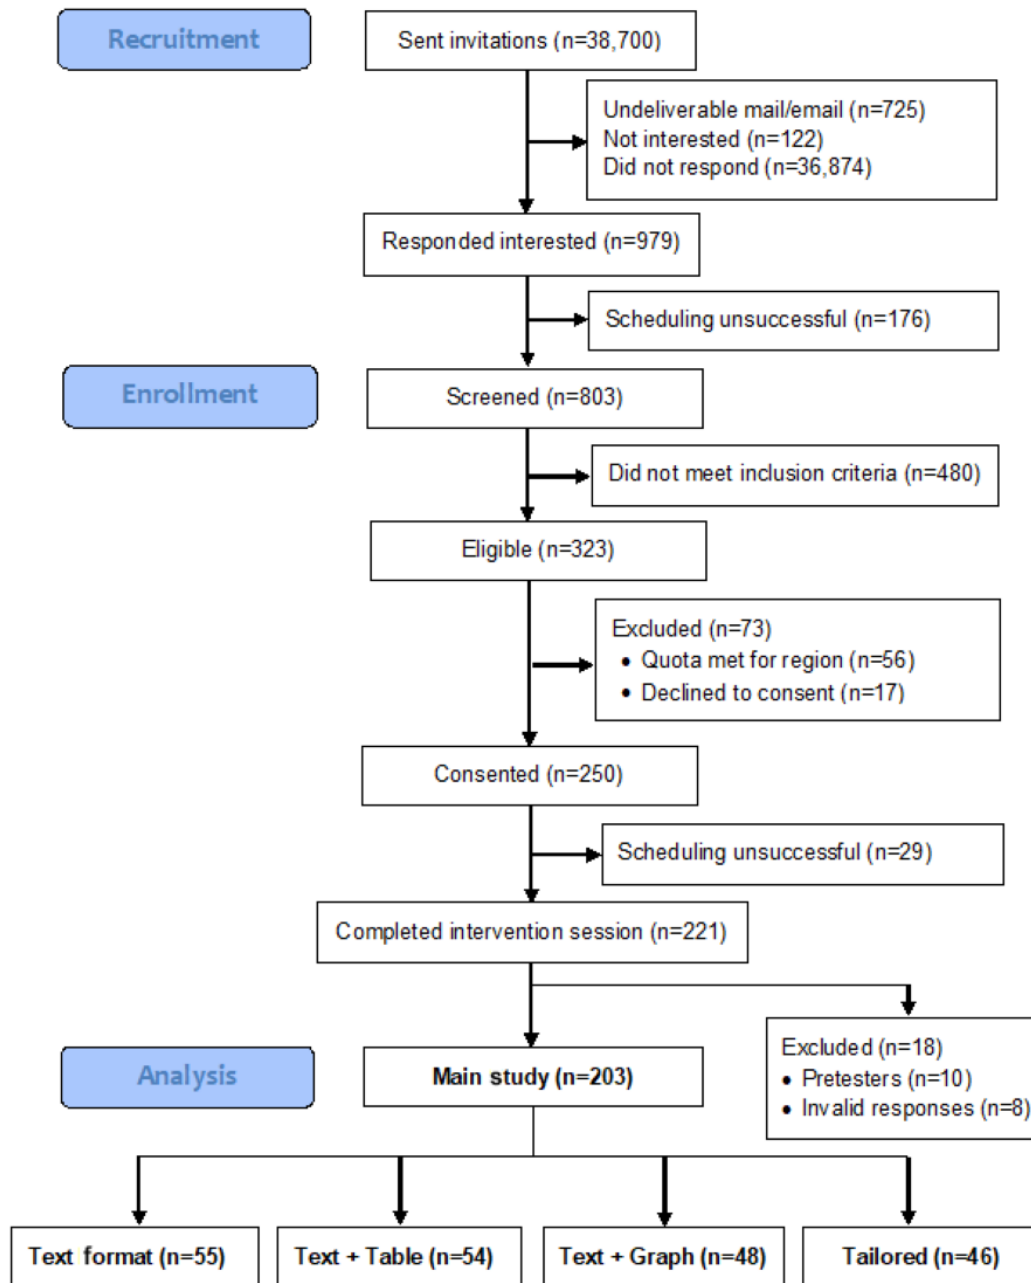 Recruitment
Sent invitations (n=38,700)
Undeliverable mail/email (n=725)
Not interested (n=122)
Did not respond (n=36,874)
Responded interested (n=979)
Scheduling unsuccessful (n=176)
Enrollment
Screened (n=803)
Did not meet inclusion criteria (n=480)
Eligible (n=323)
Excluded (n=73)
• Quota met for region (n=56)
• Declined to consent (n=17)
Consented (n=250)
Scheduling unsuccessful (n=29)
Completed intervention session (n=221)
Excluded (n=18)
• Pretesters (n=10)
• Invalid responses (n=8)
Analysis
Main study (n=203)
Text format (n=55)
Text + Table (n=54)
Text + Graph (n=48)
Tailored (n=46)